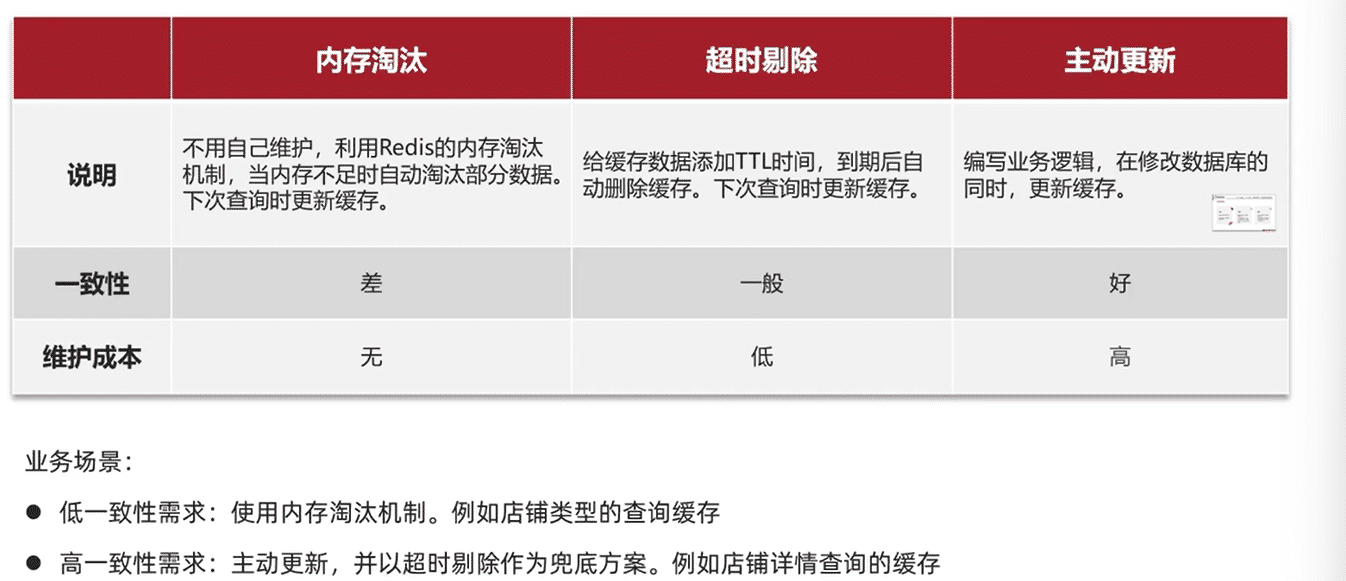 内存淘汰 超时剔除 主动更新
说明
不用自己维护，利用Redis的内存淘汰
机制，当内存不足时自动淘汰部分数据。
下次查询时更新缓存。
给缓存数据添加TTL时间，到期后自
动删除缓存。下次查询时更新缓存。
编写业务逻辑，在修改数据库的
同时，更新缓存。
一致性 差 一般 好
维护成本 无 低 高
业务场景：
● 低一致性需求：使用内存淘汰机制。例如店铺类型的查询缓存
● 高一致性需求：主动更新，并以超时剔除作为兜底方案。例如店铺详情查询的缓存